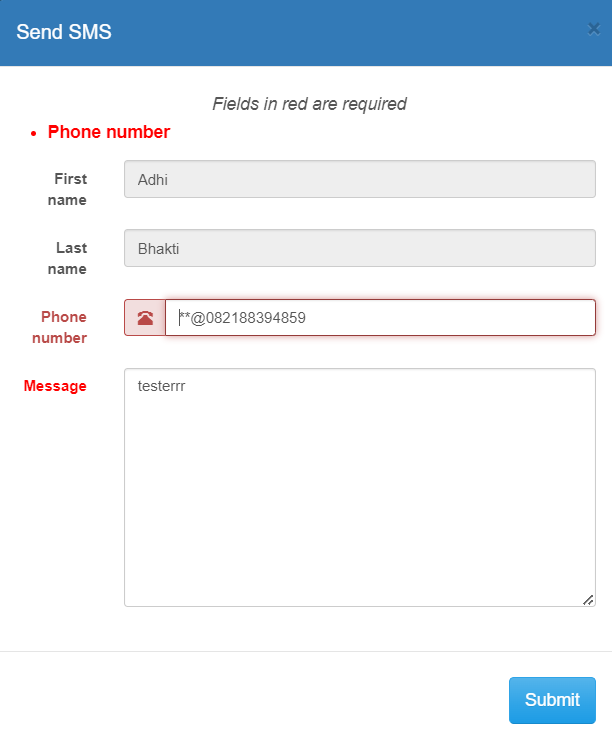 Send SMS ×
Fields in red are required
• Phone number
First name
Adhi
Last name
Bhakti
Phone number
**@082188394859
Message
testerrr
Submit